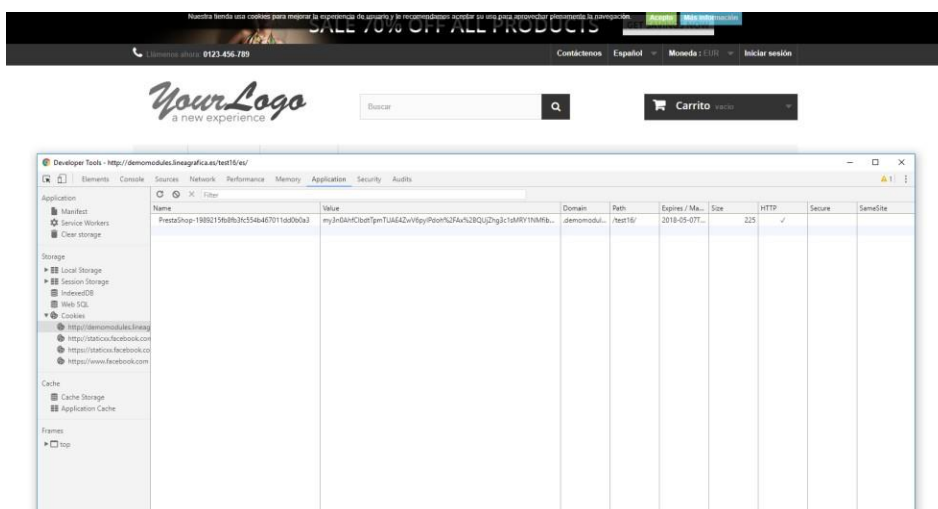 Nuestra tienda usa cookies para mejorar la experiencia de usuario y le recomendamos aceptar su uso para aprovechar plenamente la navegación. Acepto Más información
SALE 70% OFF ALL PRODUCTS
Llámenos ahora: 0123-456-789 Contáctenos Español Moneda : EUR Iniciar sesión
YourLogo
a new experience
Buscar
Carrito vacío
Developer Tools - http://demomodules.lineagrafica.es/test16/es/
Elements Console Sources Network Performance Memory Application Security Audits 1
Application Filter
Name Value Domain Path Expires / Ma... Size HTTP Secure SameSite
Manifest
Service Workers
Clear storage
.demomodul... /test16/ 2018-05-07T... 225 ✓
Storage
Local Storage
Session Storage
IndexedDB
Web SQL
Cookies
http://demomodules.lineag
http://staticxx.facebook.com
https://staticxx.facebook.co
https://www.facebook.com
Cache
Cache Storage
Application Cache
Frames
top